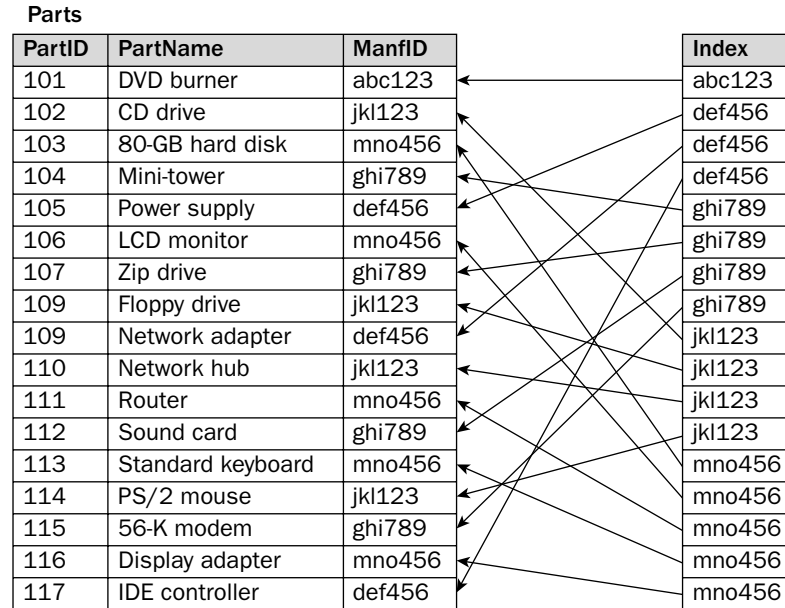 Parts
PartID PartName ManfID Index
101 DVD burner abc123 abc123
102 CD drive jkl123 def456
103 80-GB hard disk mno456 def456
104 Mini-tower ghi789 def456
105 Power supply def456 ghi789
106 LCD monitor mno456 ghi789
107 Zip drive ghi789 ghi789
109 Floppy drive jkl123 ghi789
109 Network adapter def456 jkl123
110 Network hub jkl123 jkl123
111 Router mno456 jkl123
112 Sound card ghi789 jkl123
113 Standard keyboard mno456 mno456
114 PS/2 mouse jkl123 mno456
115 56-K modem ghi789 mno456
116 Display adapter mno456 mno456
117 IDE controller def456 mno456